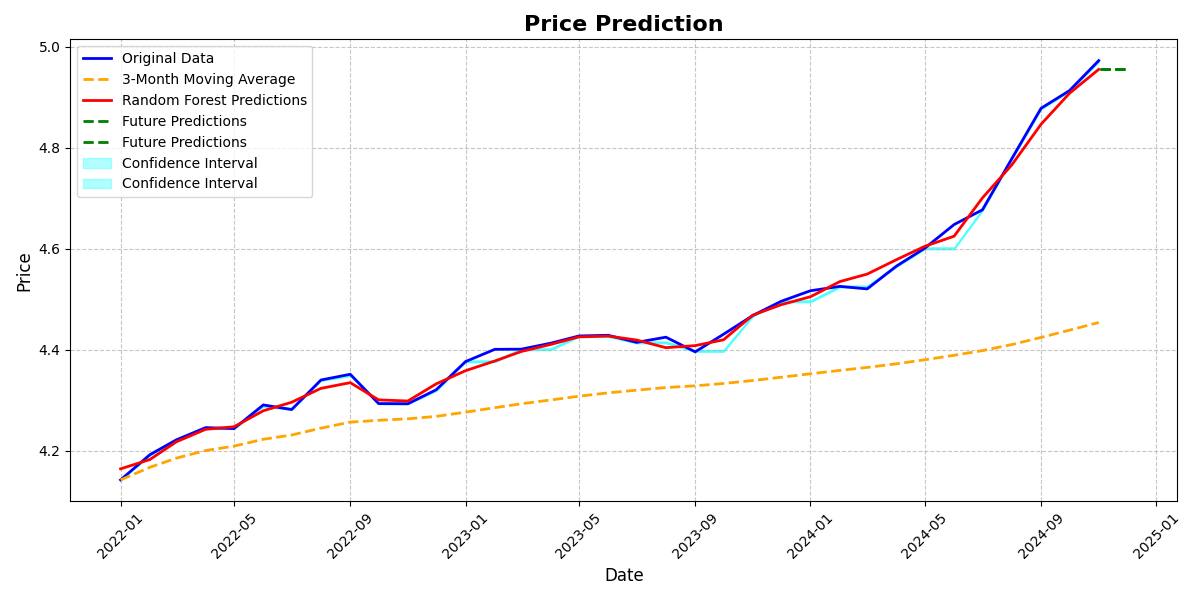 Price Prediction
Original Data
3-Month Moving Average
Random Forest Predictions
Future Predictions
Future Predictions
Confidence Interval
Confidence Interval
Price
5.0
4.8
4.6
4.4
4.2
2022-01
2022-05
2022-09
2023-01
2023-05
2023-09
2024-01
2024-05
2024-09
2025-01
Date